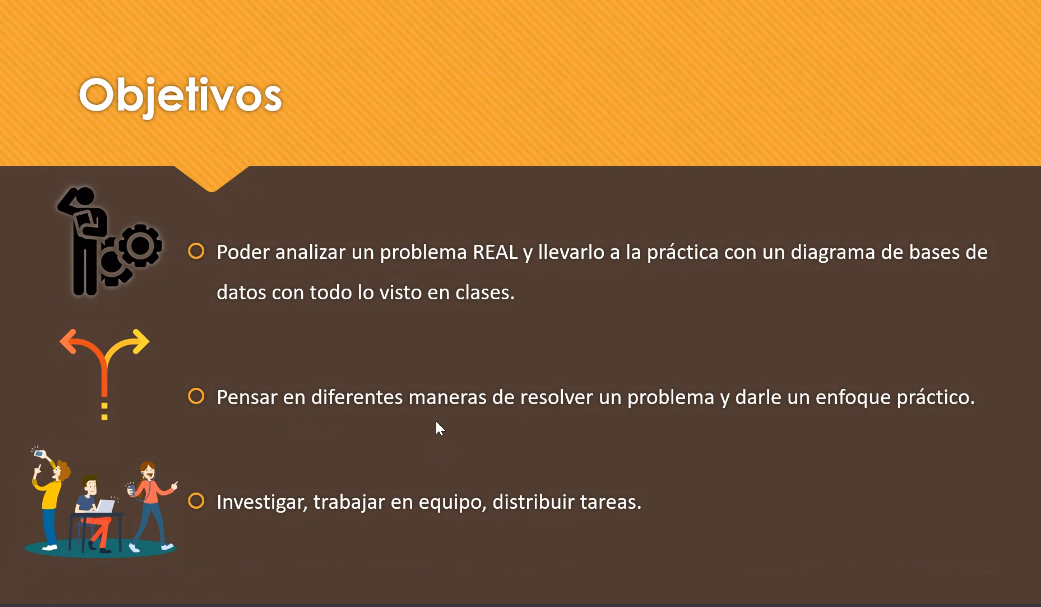 Objetivos
Poder analizar un problema REAL y llevarlo a la práctica con un diagrama de bases de
datos con todo lo visto en clases.
Pensar en diferentes maneras de resolver un problema y darle un enfoque práctico.
Investigar, trabajar en equipo, distribuir tareas.